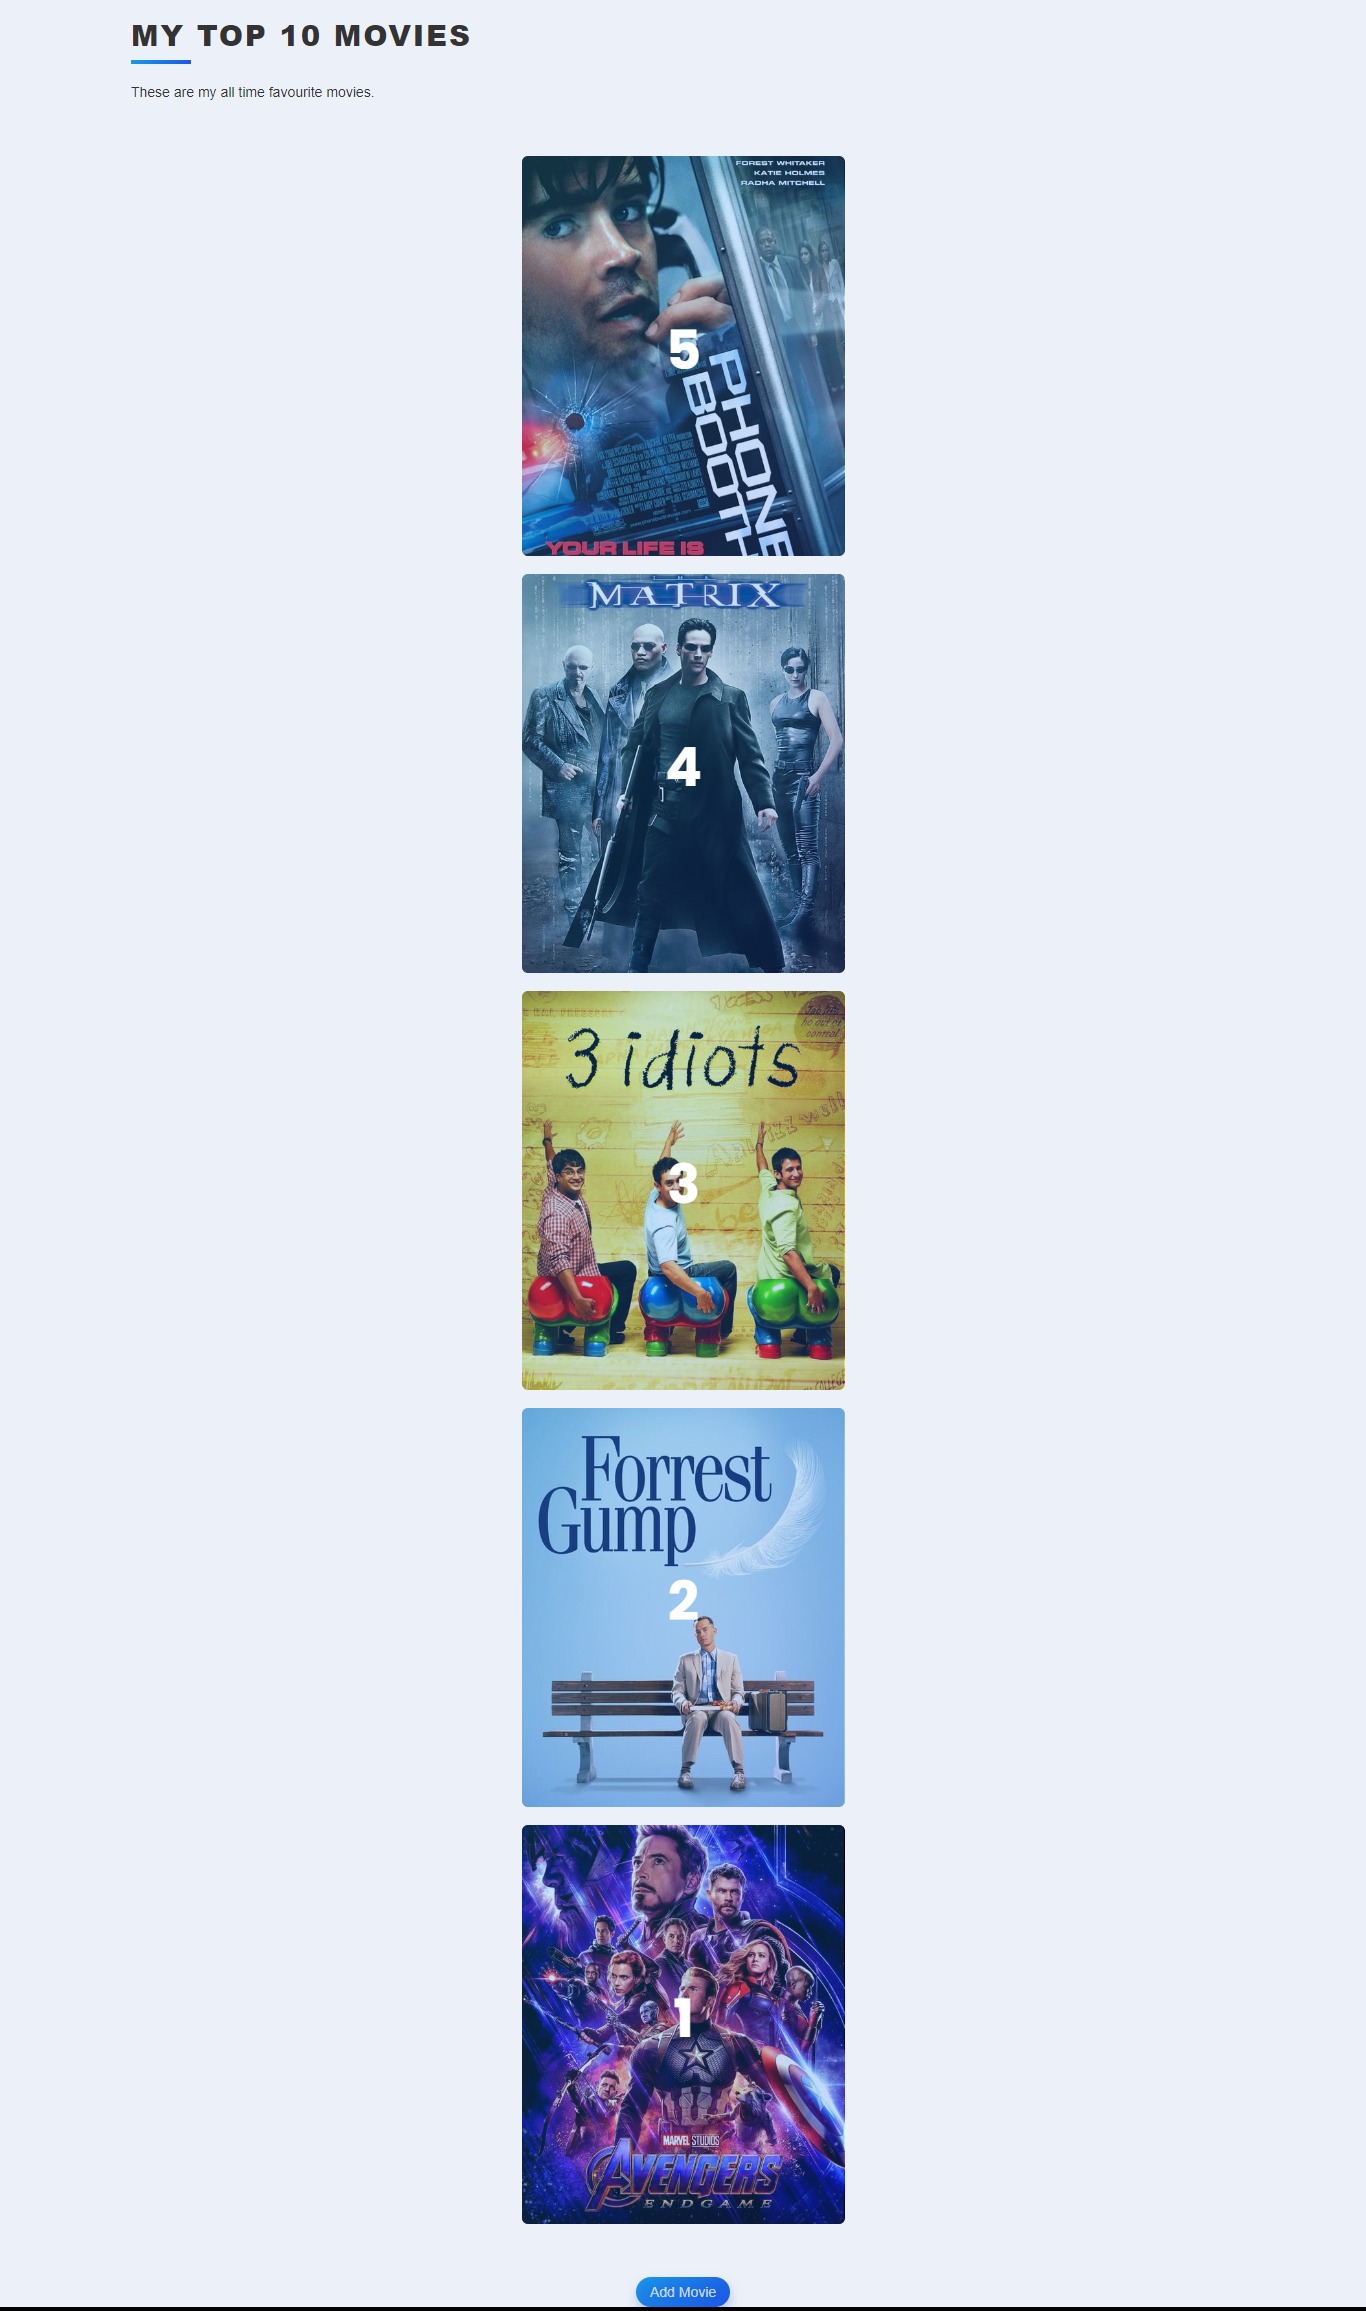 MY TOP 10 MOVIES
These are my all time favourite movies.
FOREST WHITAKER
KATIE HOLMES
RADHA MITCHELL
5
PHONE
BOOTH
YOUR LIFE IS
MATRIX
4
3 idiots
3
Forrest
Gump
2
1
MARVEL STUDIOS
AVENGERS
ENDGAME
Add Movie